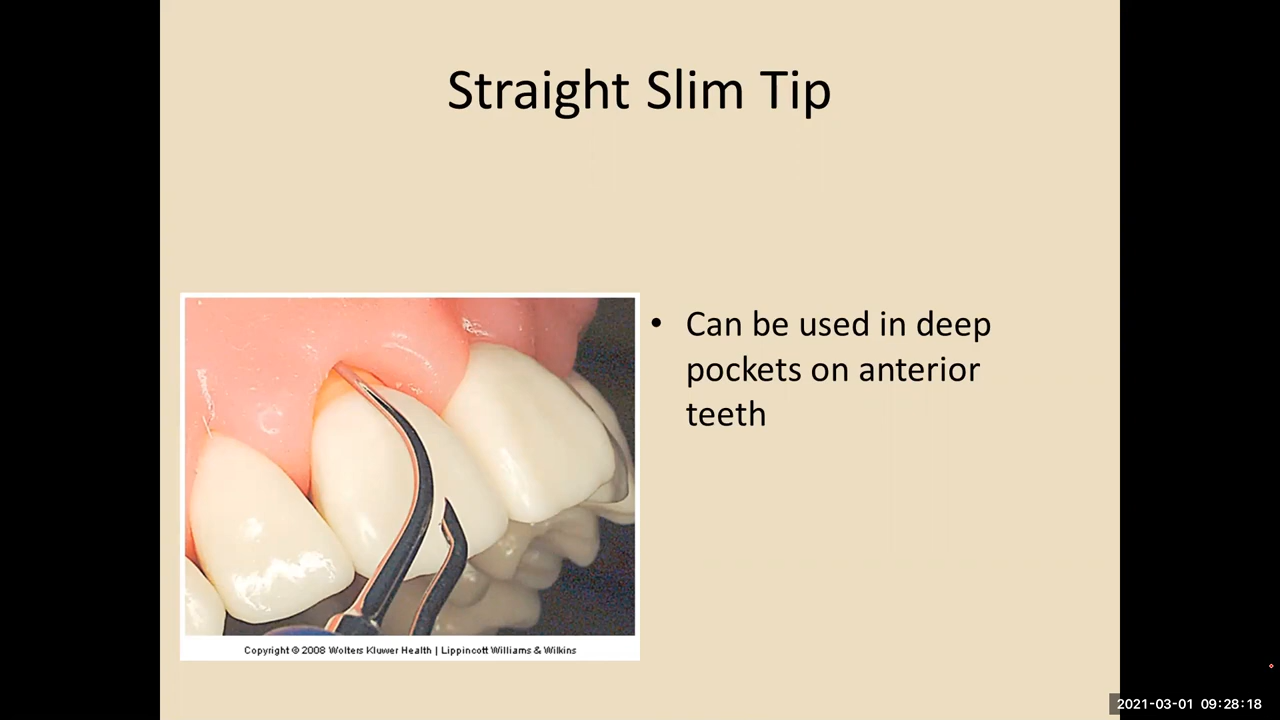 Straight Slim Tip
• Can be used in deep
pockets on anterior
teeth
Copyright © 2008 Wolters Kluwer Health | Lippincott Williams & Wilkins
2021-03-01 09:28:18